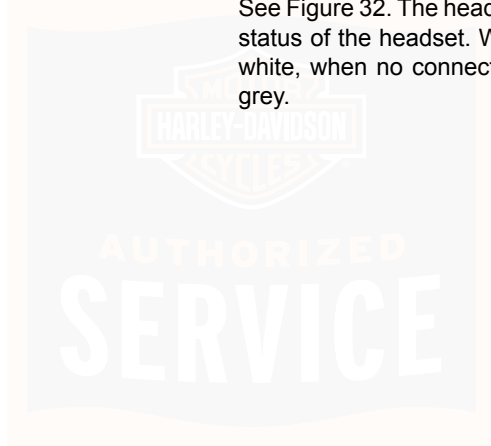 See Figure 32. The head
status of the headset. W
white, when no connect
grey.
MOTOR
HARLEY-DAVIDSON
CYCLES
AUTHORIZED
SERVICE